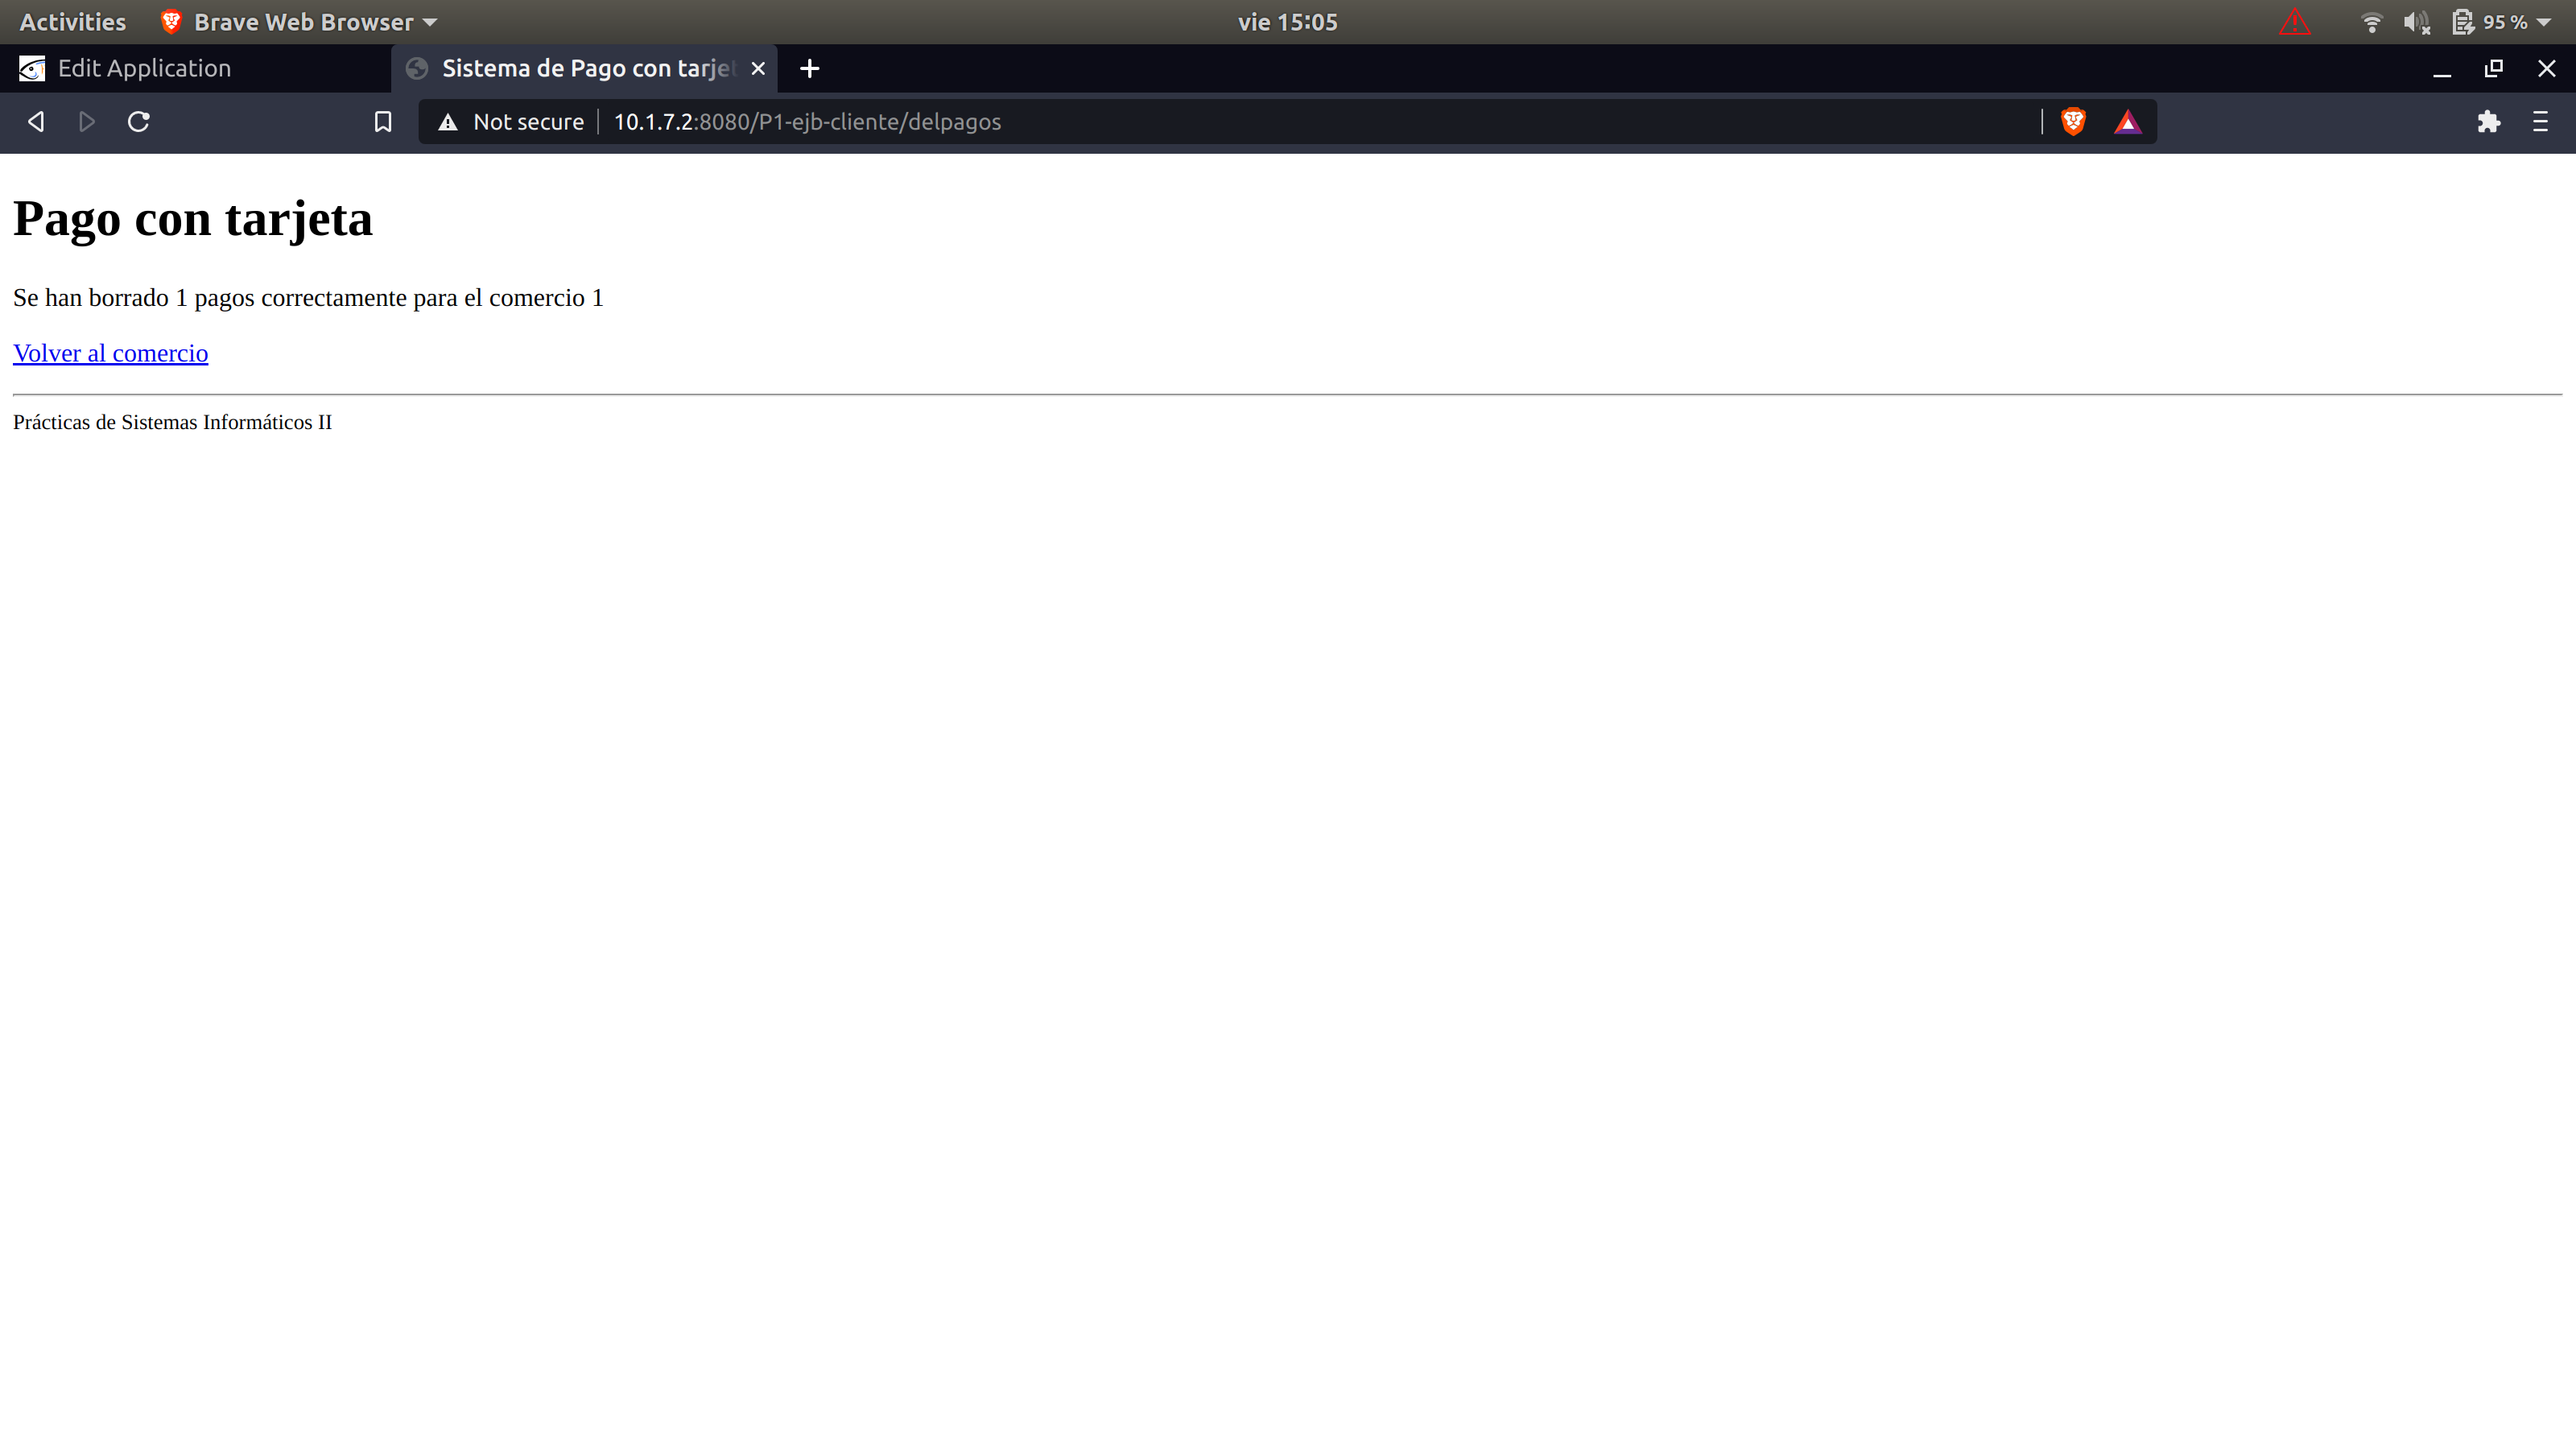 Activities Brave Web Browser vie 15:05 95 %
Edit Application Sistema de Pago con tarjet
Not secure 10.1.7.2:8080/P1-ejb-cliente/delpagos
Pago con tarjeta
Se han borrado 1 pagos correctamente para el comercio 1
Volver al comercio
Prácticas de Sistemas Informáticos II